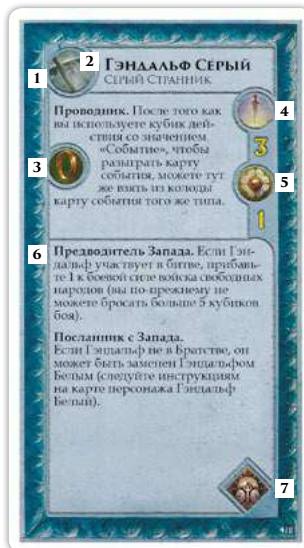 1
2
ГЭНДАЛЬФ СЕРЫЙ
СЕРЫЙ СТРАННИК
Проводник. После того как
вы используете кубик дей-
ствия со значением
«Событие», чтобы
разыграть карту
события, можете тут
же взять из колоды
карту события того же типа.
3
4
3
5
1
6
Предводитель Запада. Если Гэн-
дальф участвует в битве, прибавь-
те 1 к боевой силе войска свободных
народов (вы по-прежнему не
можете бросать больше 5 кубиков
боя).
Посланник с Запада.
Если Гэндальф не в Братстве, он
может быть заменен Гэндальфом
Белым (следуйте инструкциям
на карте персонажа Гэндальф
Белый).
7